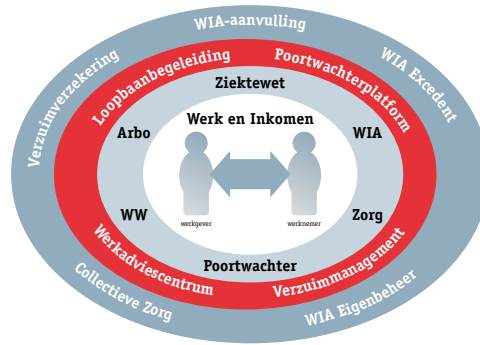 WIA-aanvulling
Verzuimverzekering
WIA Excedent
Loopbaanbegeleiding
Poortwachterplatform
Ziektewet
Werk en Inkomen
Arbo
WIA
werkgever
werknemer
WW
Zorg
Poortwachter
Werkadviescentrum
Verzuimmanagement
Collectieve Zorg
WIA Eigenbeheer